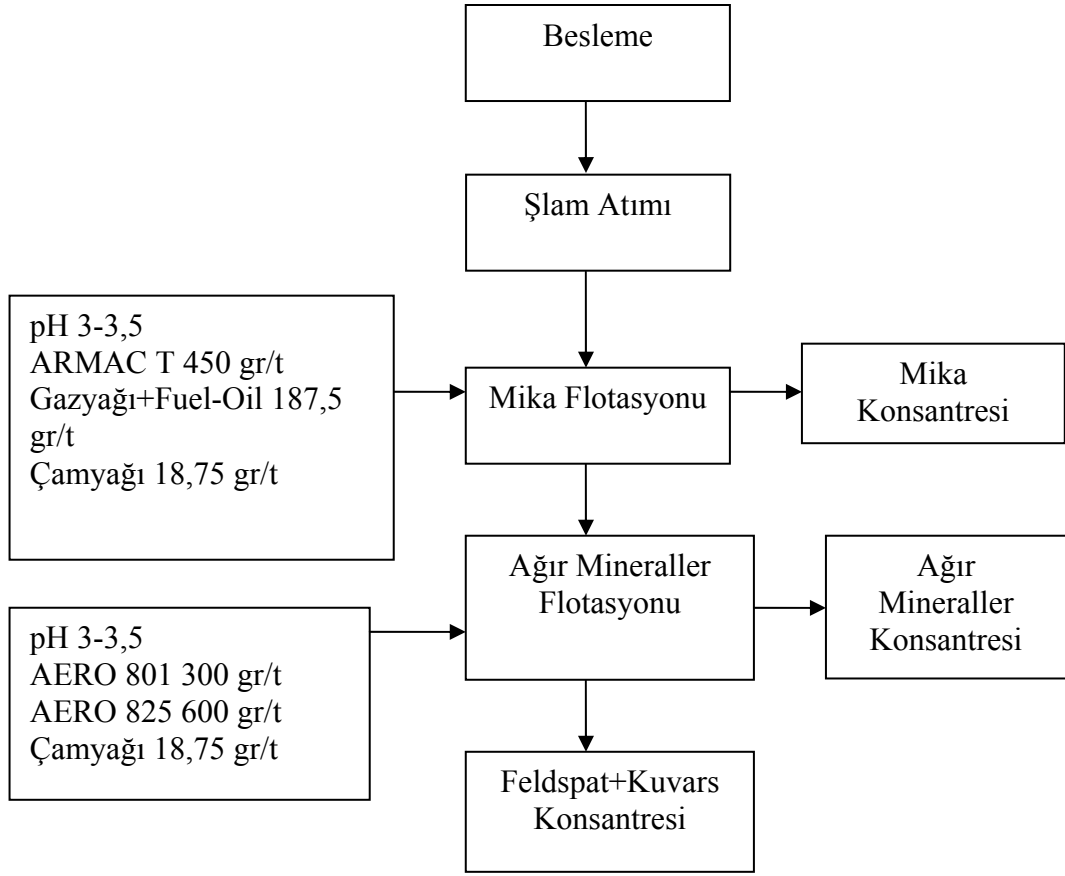 Besleme
Şlam Atımı
pH 3-3,5
ARMAC T 450 gr/t
Gazyağı+Fuel-Oil 187,5
gr/t
Çamyağı 18,75 gr/t
Mika Flotasyonu
Mika
Konsantresi
Ağır Mineraller
Flotasyonu
Ağır
Mineraller
Konsantresi
pH 3-3,5
AERO 801 300 gr/t
AERO 825 600 gr/t
Çamyağı 18,75 gr/t
Feldspat+Kuvars
Konsantresi